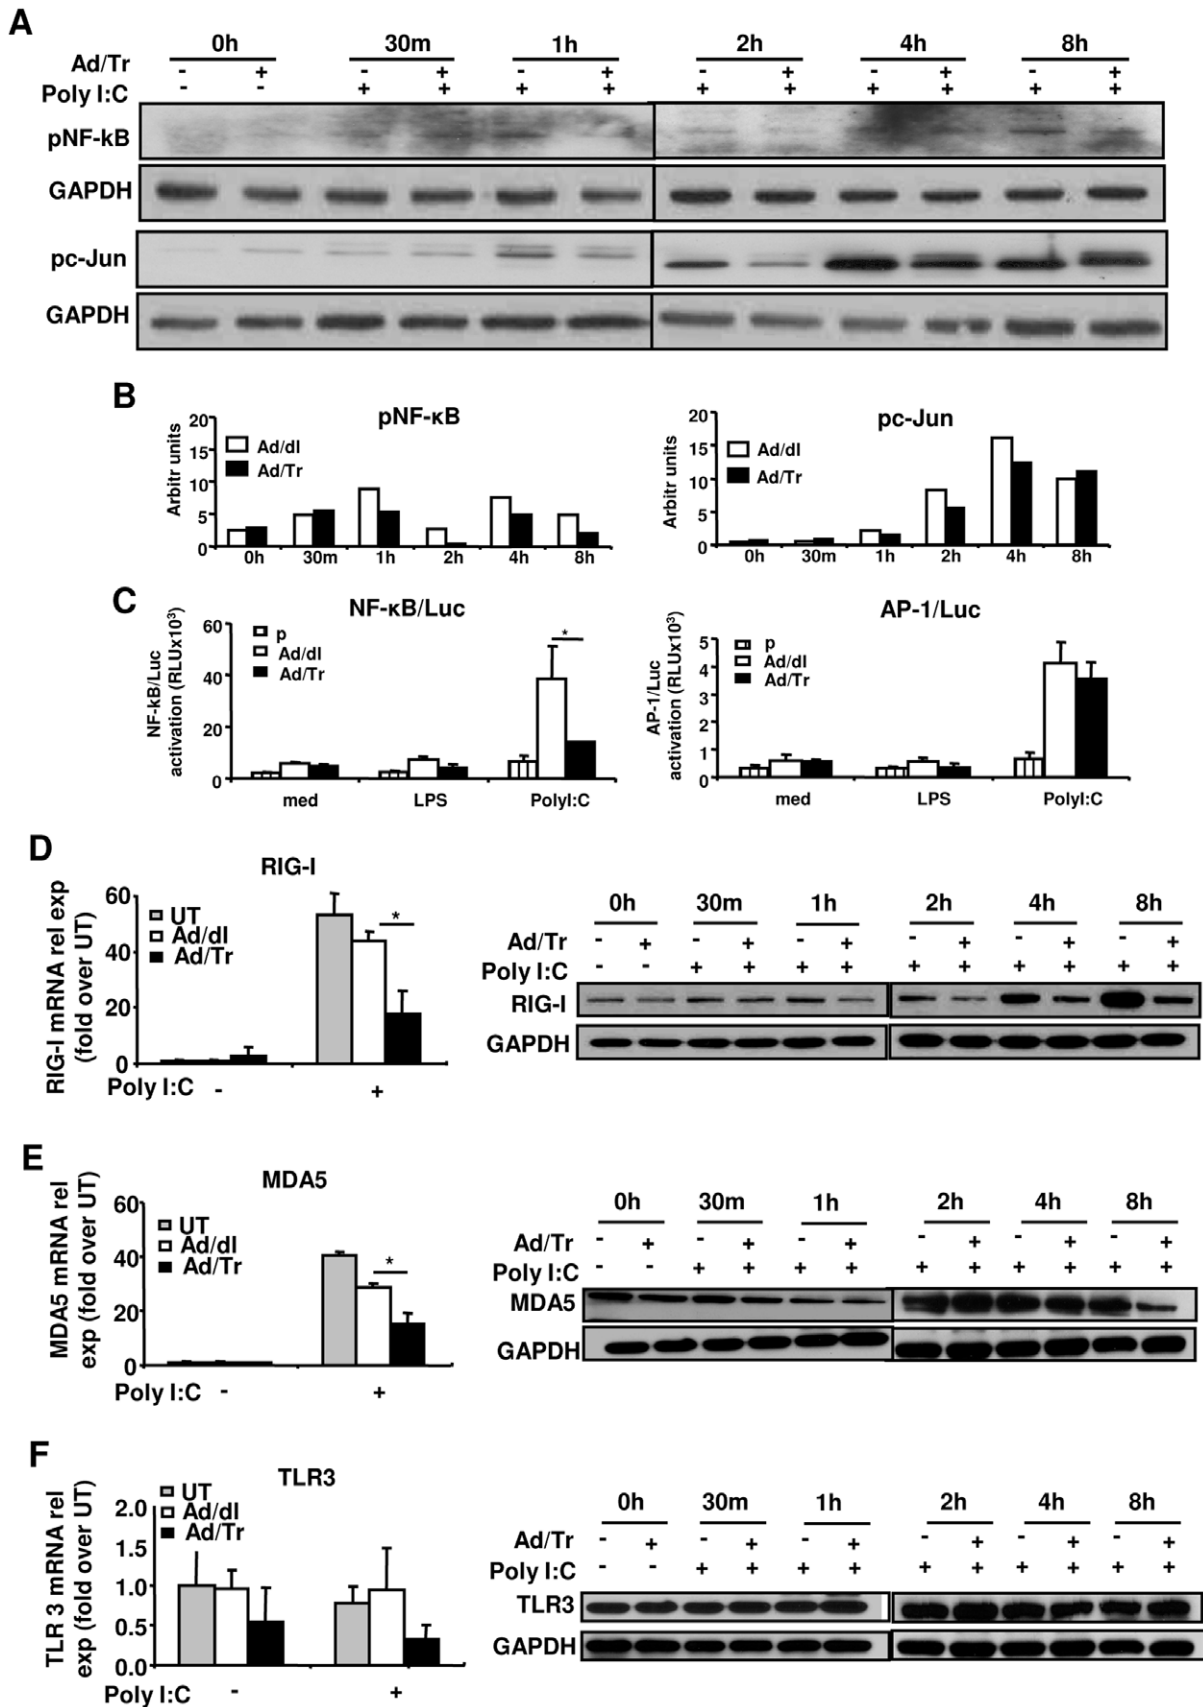 A
0h 30m 1h 2h 4h 8h
Ad/Tr - + - + - + - + - + - +
Poly I:C - - + + + + + + + + + +
pNF-kB
GAPDH
pc-Jun
GAPDH
B
pNF-κB
Arbitr units
20
15
10
5
0
Ad/dl
Ad/Tr
0h 30m 1h 2h 4h 8h
pc-Jun
Arbitr units
20
15
10
5
0
Ad/dl
Ad/Tr
0h 30m 1h 2h 4h 8h
C
NF-κB/Luc
NF-kB/Luc
activation (RLUx10³)
60
40
20
0
p
Ad/dl
Ad/Tr
*
med LPS PolyI:C
AP-1/Luc
AP-1/Luc
activation (RLUx10³)
5
4
3
2
1
0
p
Ad/dl
Ad/Tr
med LPS PolyI:C
D
RIG-I
RIG-I mRNA rel exp
(fold over UT)
60
40
20
0
UT
Ad/dl
Ad/Tr
*
Poly I:C - +
0h 30m 1h 2h 4h 8h
Ad/Tr - + - + - + - + - + - +
Poly I:C - - + + + + + + + + + +
RIG-I
GAPDH
E
MDA5
MDA5 mRNA rel
exp (fold over UT)
60
40
20
0
UT
Ad/dl
Ad/Tr
*
Poly I:C - +
0h 30m 1h 2h 4h 8h
Ad/Tr - + - + - + - + - + - +
Poly I:C - - + + + + + + + + + +
MDA5
GAPDH
F
TLR3
TLR 3 mRNA rel
exp (fold over UT)
2.0
1.5
1.0
0.5
0.0
UT
Ad/dl
Ad/Tr
Poly I:C - +
0h 30m 1h 2h 4h 8h
Ad/Tr - + - + - + - + - + - +
Poly I:C - - + + + + + + + + + +
TLR3
GAPDH